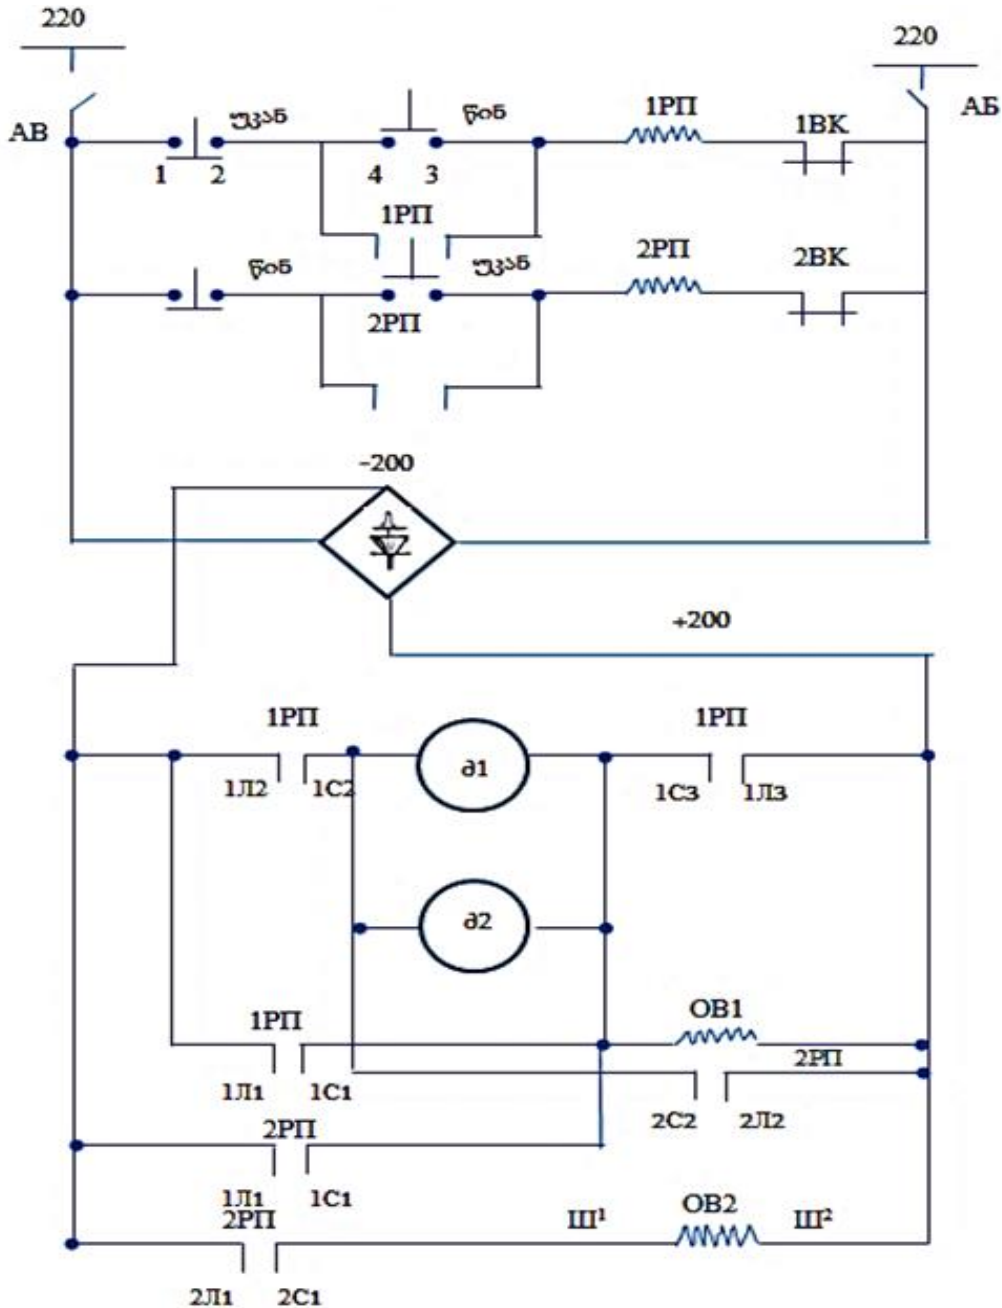 220
220
АВ
უკან
წინ
1РП
1ВК
АБ
1 2
4 3
1РП
წინ
უკან
2РП
2ВК
2РП
-200
+200
1РП
მ1
1РП
1Л2
1С2
1С3
1Л3
მ2
1РП
ОВ1
2РП
1Л1
1С1
2С2
2Л2
2РП
1Л1
1С1
2РП
Ш¹
ОВ2
Ш²
2Л1
2С1